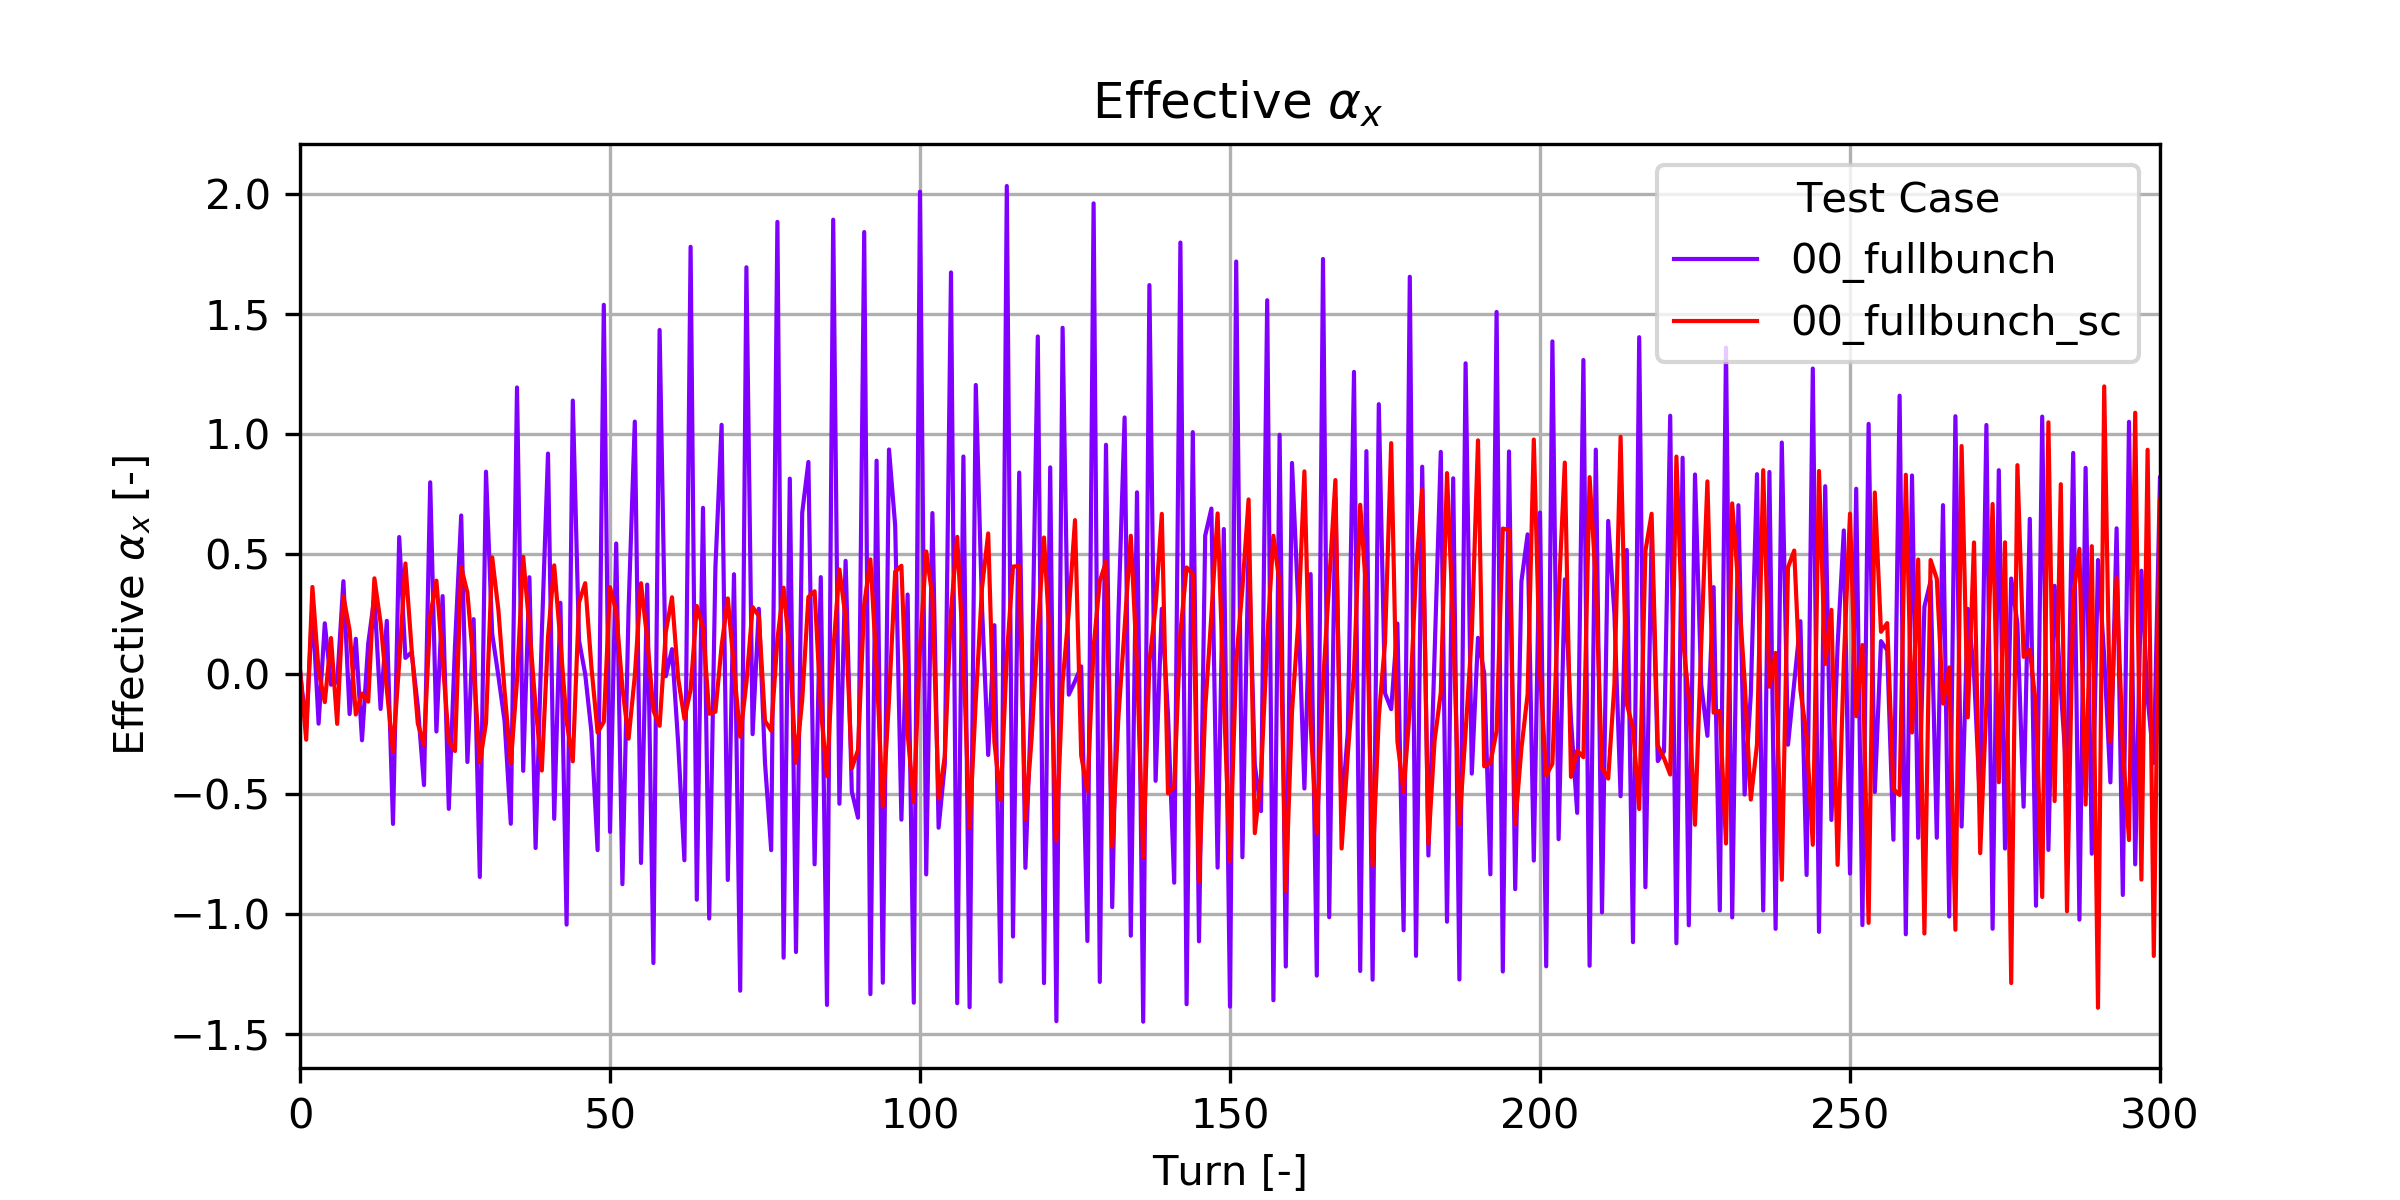 Effective αx
Effective αx [-]
2.0
1.5
1.0
0.5
0.0
−0.5
−1.0
−1.5
0 50 100 150 200 250 300
Turn [-]
Test Case
00_fullbunch
00_fullbunch_sc